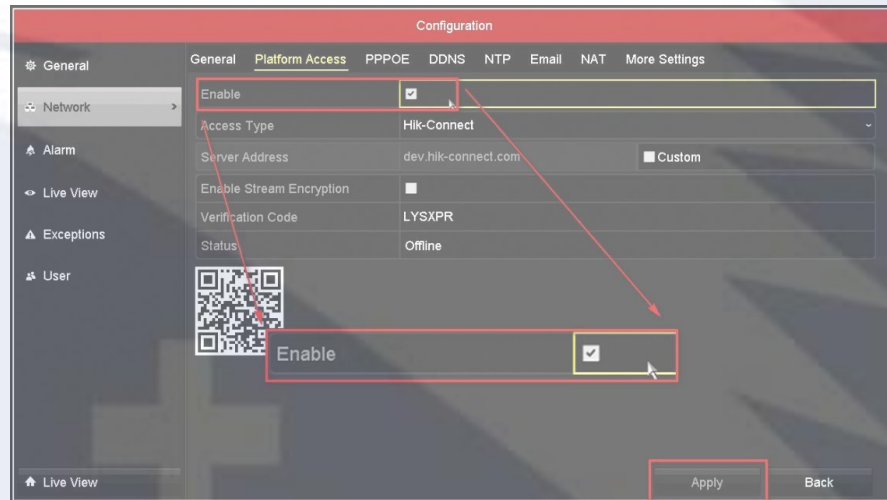 Configuration
General
Network >
Alarm
Live View
Exceptions
User
Live View
General Platform Access PPPOE DDNS NTP Email NAT More Settings
Enable
Access Type Hik-Connect
Server Address dev.hik-connect.com Custom
Enable Stream Encryption
Verification Code LYSXPR
Status Offline
Enable
Apply Back